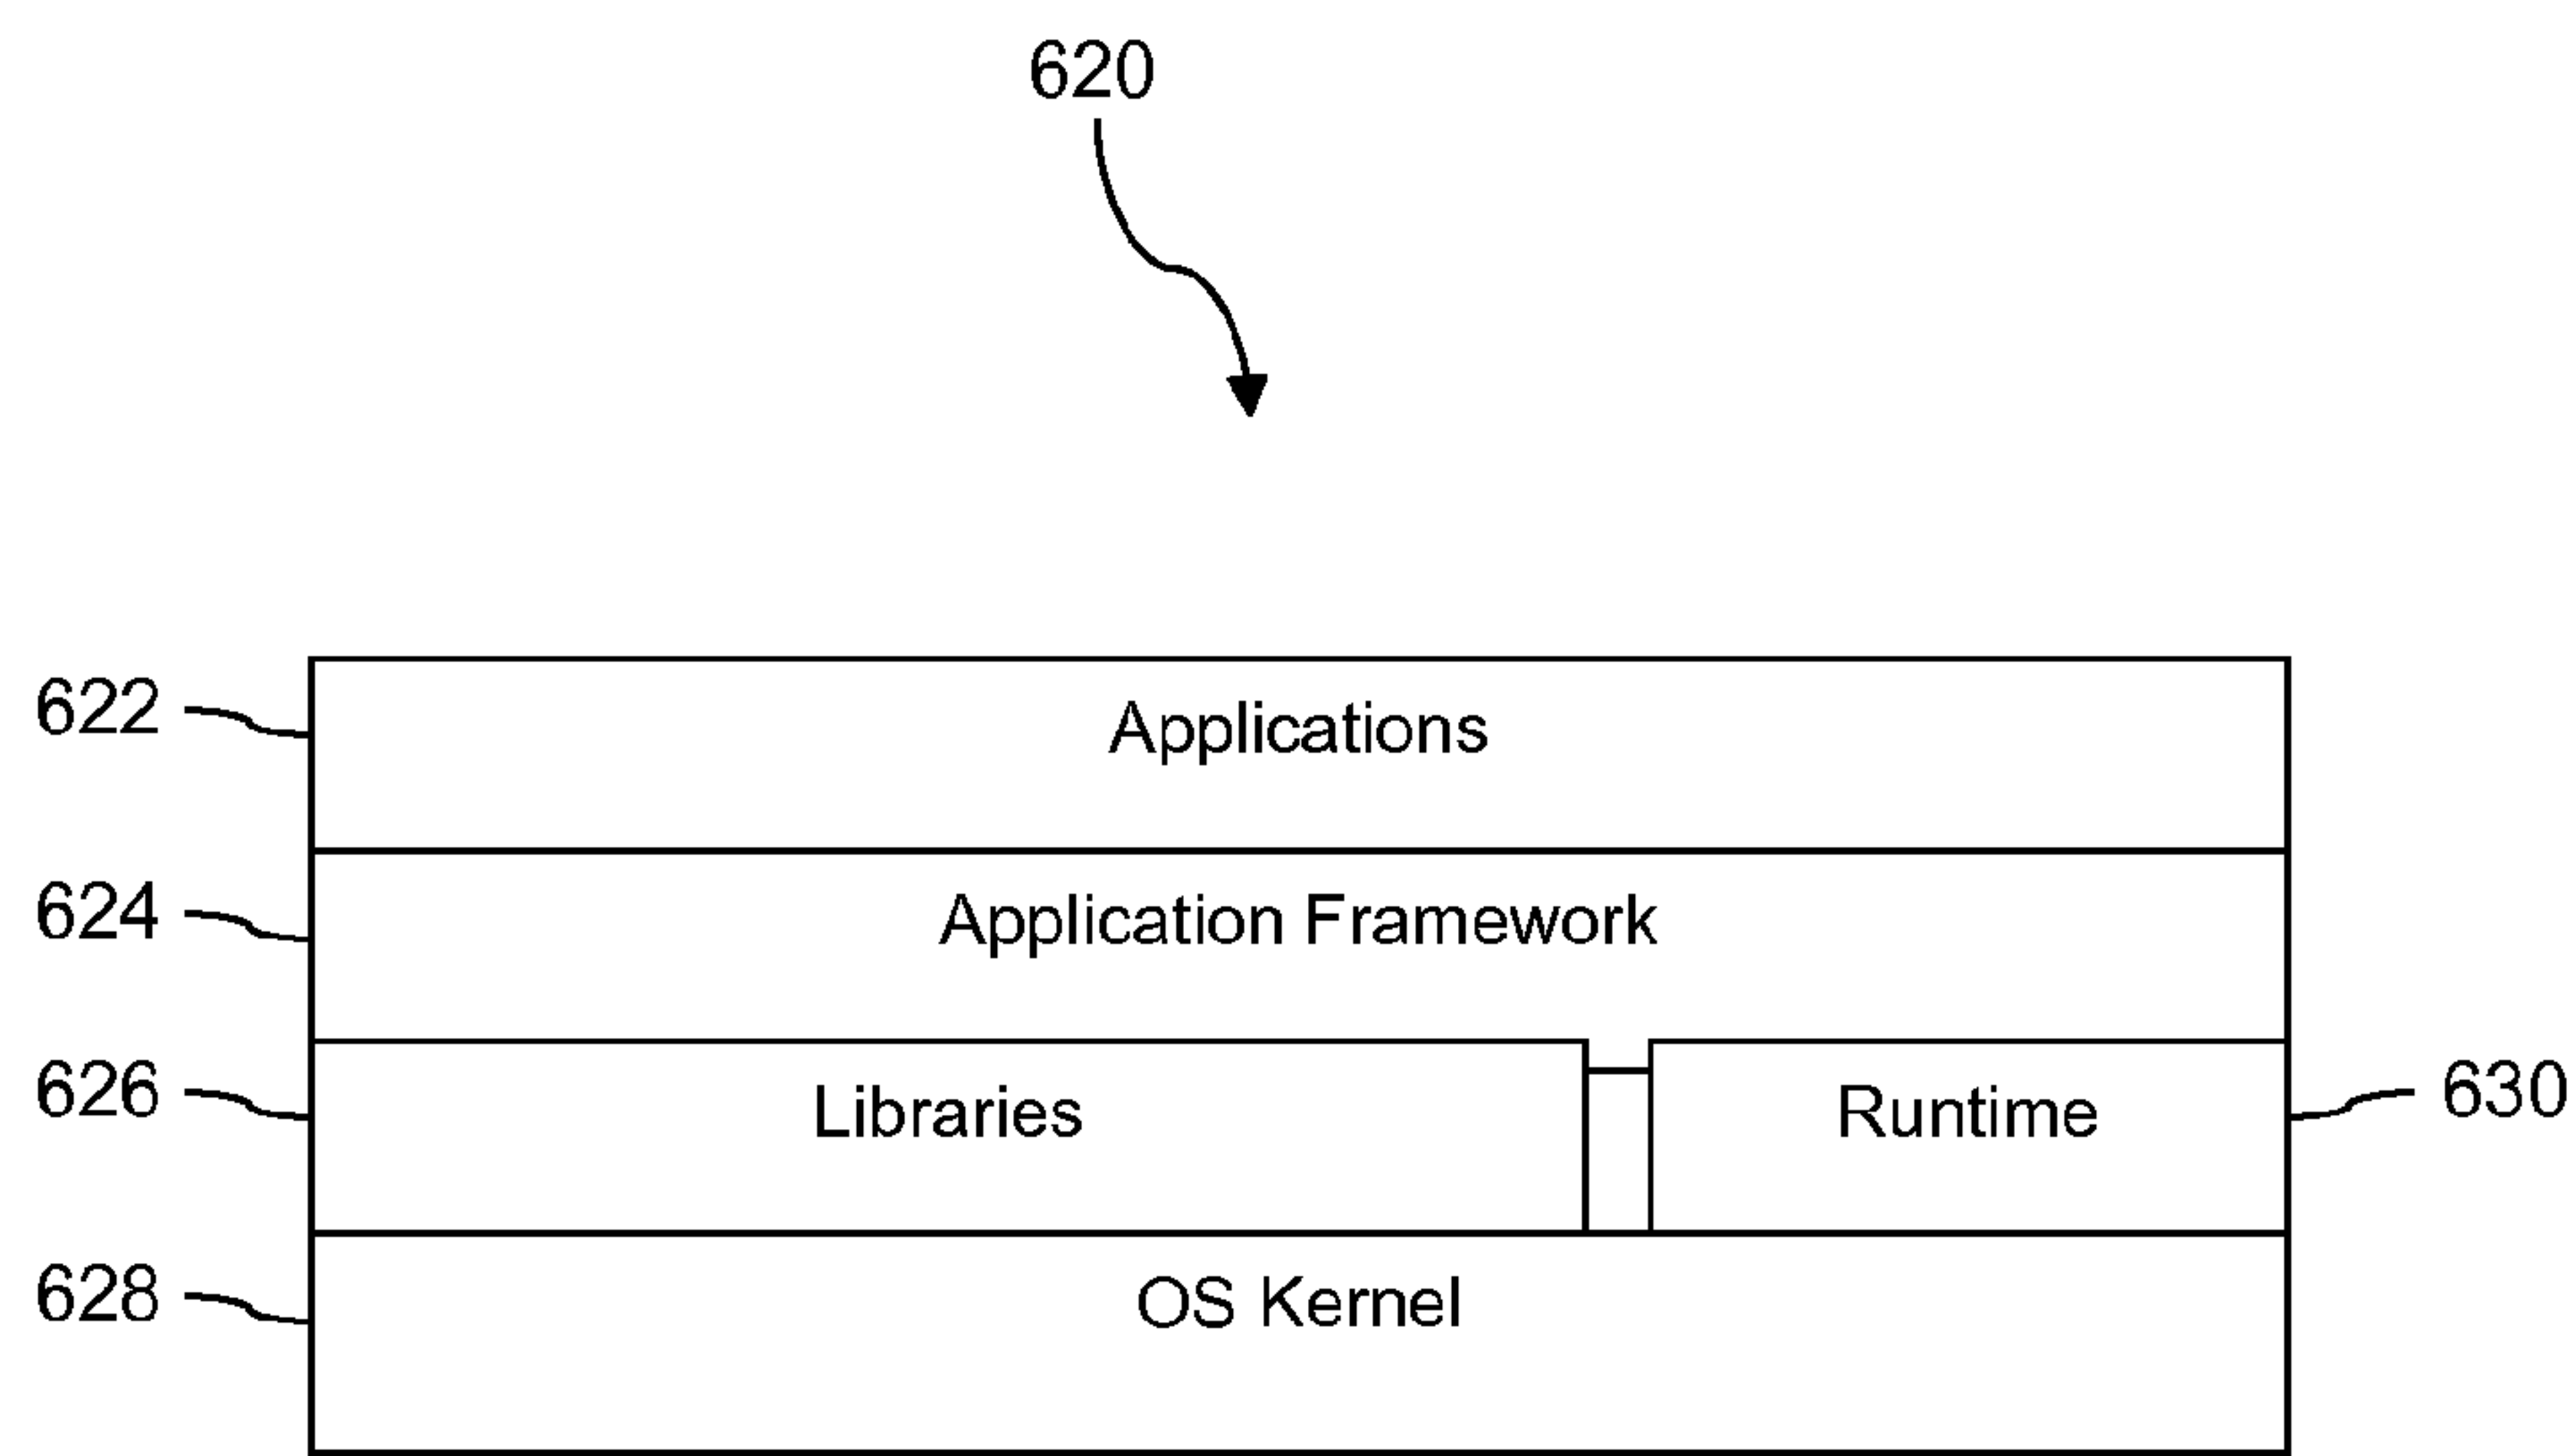 620
622
Applications
624
Application Framework
626
Libraries
Runtime
630
628
OS Kernel